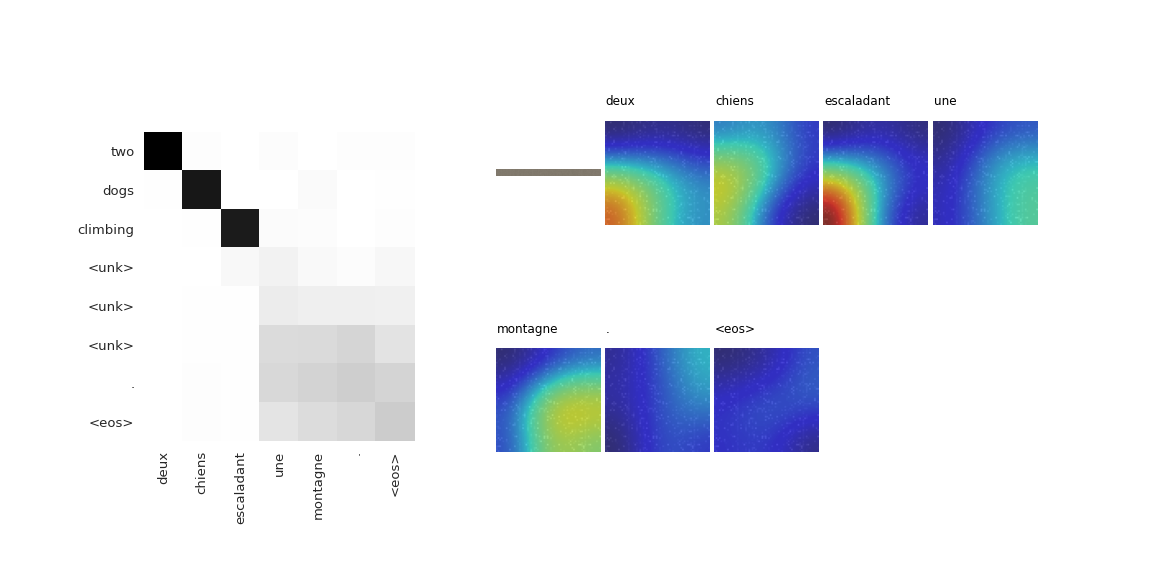 two
dogs
climbing
<unk>
<unk>
<unk>
.
<eos>
deux
chiens
escaladant
une
montagne
.
<eos>
deux chiens escaladant une
montagne . <eos>